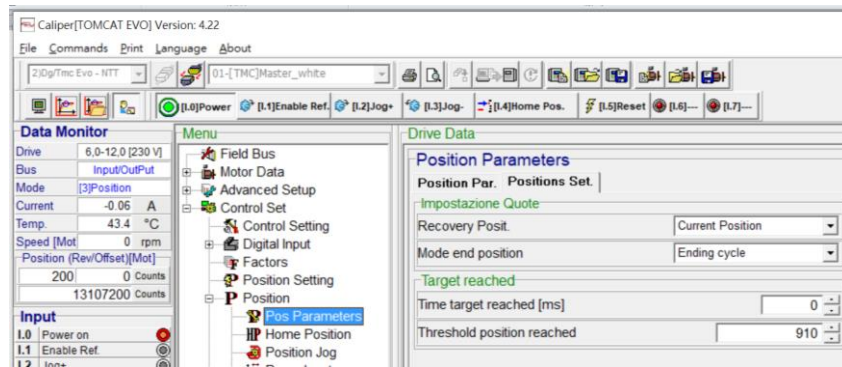 Caliper[TOMCAT EVO] Version: 4.22
File Commands Print Language About
2)Dg/Tmc Evo - NTT 01-[TMC]Master_white
[I.0]Power [I.1]Enable Ref. [I.2]Jog+ [I.3]Jog- [I.4]Home Pos. [I.5]Reset [I.6]--- [I.7]---
Data Monitor
Drive 6,0-12,0 [230 V]
Bus Input/OutPut
Mode [3]Position
Current -0.06 A
Temp. 43.4 °C
Speed [Mot 0 rpm
Position (Rev/Offset)[Mot]
200 0 Counts
13107200 Counts
Input
I.0 Power on
I.1 Enable Ref.
I.2 Jog+
Menu
Field Bus
Motor Data
Advanced Setup
Control Set
Control Setting
Digital Input
Factors
Position Setting
Position
Pos Parameters
Home Position
Position Jog
Drive Data
Position Parameters
Position Par. Positions Set.
Impostazione Quote
Recovery Posit. Current Position
Mode end position Ending cycle
Target reached
Time target reached [ms] 0
Threshold position reached 910